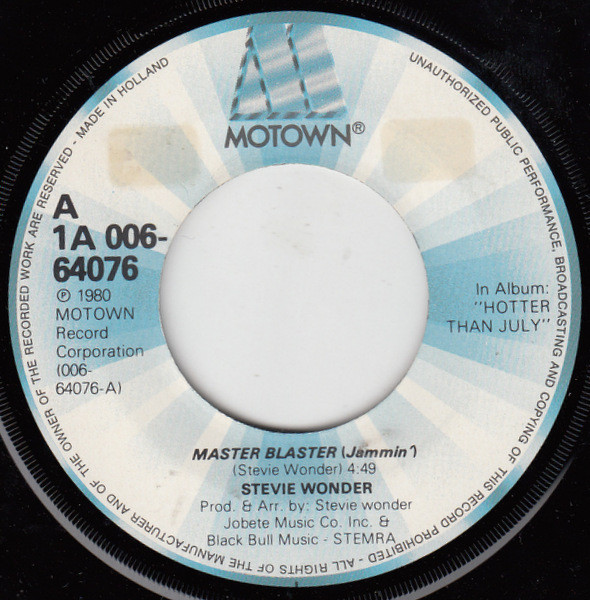 MOTOWN®
MADE IN HOLLAND - ALL RIGHTS OF THE MANUFACTURER AND OF THE OWNER OF THE RECORDED WORK ARE RESERVED -
UNAUTHORIZED PUBLIC PERFORMANCE, BROADCASTING AND COPYING OF THIS RECORD PROHIBITED
A
1A 006-
64076
℗ 1980
MOTOWN
Record
Corporation
(006-
64076-A)
In Album:
"HOTTER
THAN JULY"
MASTER BLASTER (Jammin')
(Stevie Wonder) 4:49
STEVIE WONDER
Prod. & Arr. by: Stevie wonder
Jobete Music Co. Inc. &
Black Bull Music - STEMRA